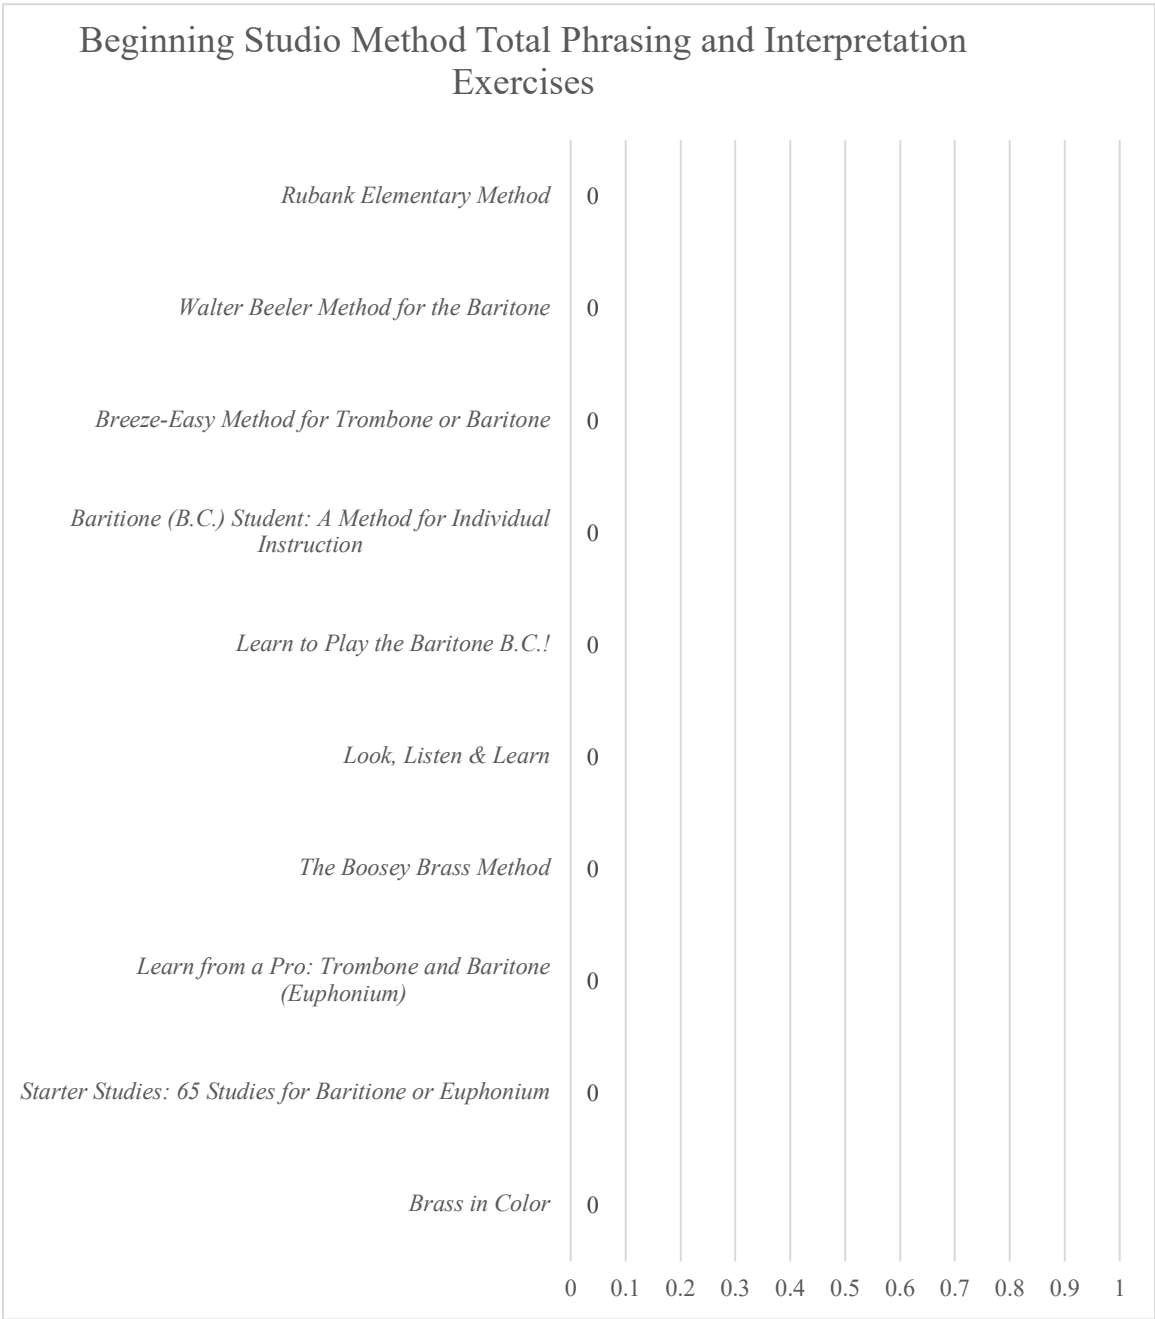 Beginning Studio Method Total Phrasing and Interpretation
Exercises
Rubank Elementary Method 0
Walter Beeler Method for the Baritone 0
Breeze-Easy Method for Trombone or Baritone 0
Baritione (B.C.) Student: A Method for Individual
Instruction 0
Learn to Play the Baritone B.C.! 0
Look, Listen & Learn 0
The Boosey Brass Method 0
Learn from a Pro: Trombone and Baritone
(Euphonium) 0
Starter Studies: 65 Studies for Baritione or Euphonium 0
Brass in Color 0
0 0.1 0.2 0.3 0.4 0.5 0.6 0.7 0.8 0.9 1